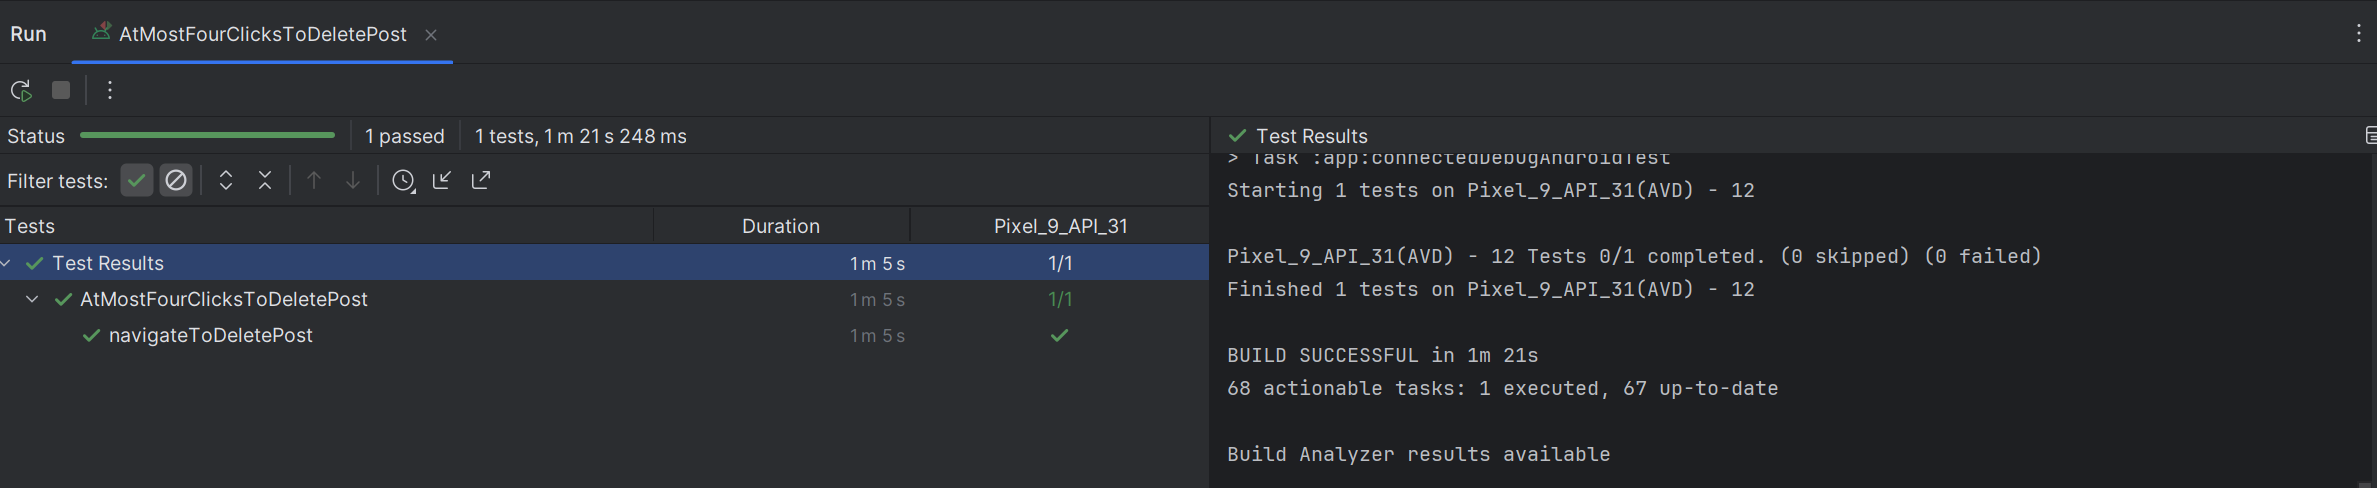 Run AtMostFourClicksToDeletePost
Status 1 passed 1 tests, 1 m 21 s 248 ms
Filter tests:
Tests Duration Pixel_9_API_31
Test Results 1 m 5 s 1/1
AtMostFourClicksToDeletePost 1 m 5 s 1/1
navigateToDeletePost 1 m 5 s
Test Results
> Task :app:connectedDebugAndroidTest
Starting 1 tests on Pixel_9_API_31(AVD) - 12
Pixel_9_API_31(AVD) - 12 Tests 0/1 completed. (0 skipped) (0 failed)
Finished 1 tests on Pixel_9_API_31(AVD) - 12
BUILD SUCCESSFUL in 1m 21s
68 actionable tasks: 1 executed, 67 up-to-date
Build Analyzer results available